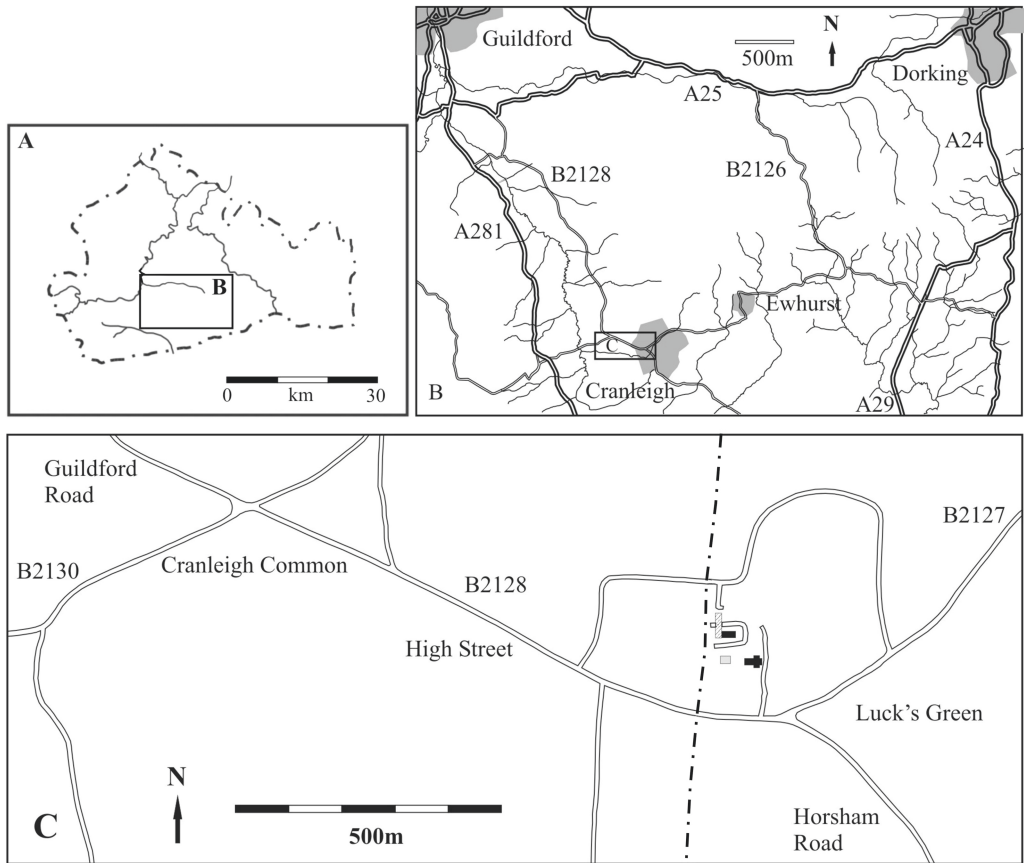 A
B
0
km
30
Guildford
500m
N
Dorking
A25
A24
B2128
B2126
A281
Ewhurst
C
B
Cranleigh
A29
Guildford
Road
B2127
B2130
Cranleigh Common
B2128
High Street
Luck's Green
N
C
500m
Horsham
Road